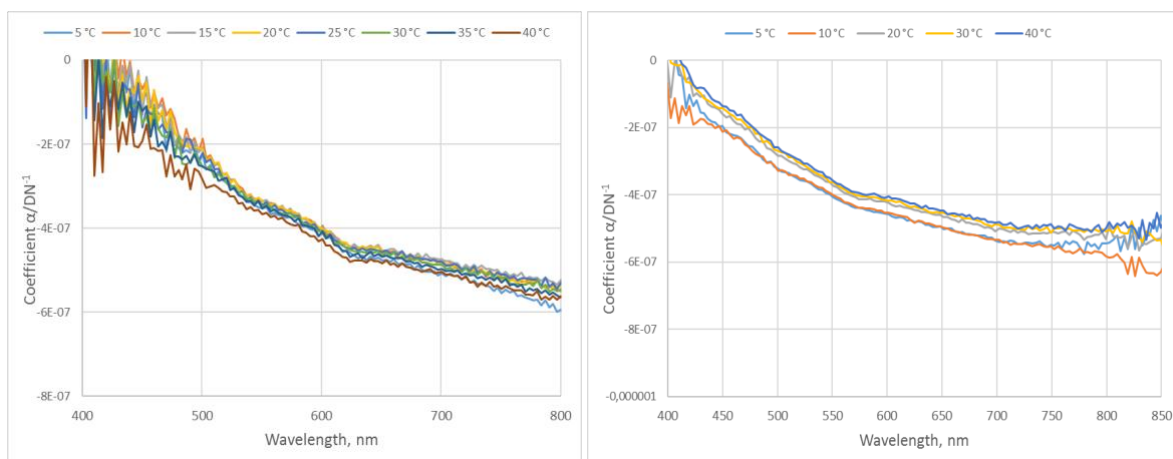 5 °C 10 °C 15 °C 20 °C 25 °C 30 °C 35 °C 40 °C
0
-2E-07
-4E-07
-6E-07
-8E-07
Coefficient α/DN⁻¹
400 500 600 700 800
Wavelength, nm
5 °C 10 °C 20 °C 30 °C 40 °C
0
-2E-07
-4E-07
-6E-07
-8E-07
-0,000001
Coefficient α/DN⁻¹
400 450 500 550 600 650 700 750 800 850
Wavelength, nm